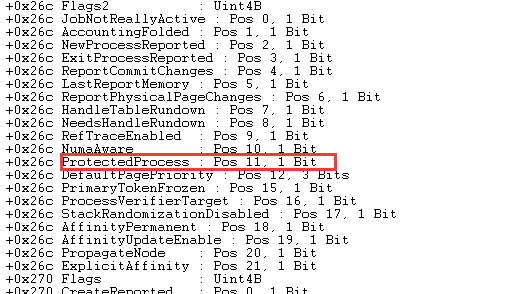 +0x26c Flags2 : Uint4B
+0x26c JobNotReallyActive : Pos 0, 1 Bit
+0x26c AccountingFolded : Pos 1, 1 Bit
+0x26c NewProcessReported : Pos 2, 1 Bit
+0x26c ExitProcessReported : Pos 3, 1 Bit
+0x26c ReportCommitChanges : Pos 4, 1 Bit
+0x26c LastReportMemory : Pos 5, 1 Bit
+0x26c ReportPhysicalPageChanges : Pos 6, 1 Bit
+0x26c HandleTableRundown : Pos 7, 1 Bit
+0x26c NeedsHandleRundown : Pos 8, 1 Bit
+0x26c RefTraceEnabled : Pos 9, 1 Bit
+0x26c NumaAware : Pos 10, 1 Bit
+0x26c ProtectedProcess : Pos 11, 1 Bit
+0x26c DefaultPagePriority : Pos 12, 3 Bits
+0x26c PrimaryTokenFrozen : Pos 15, 1 Bit
+0x26c ProcessVerifierTarget : Pos 16, 1 Bit
+0x26c StackRandomizationDisabled : Pos 17, 1 Bit
+0x26c AffinityPermanent : Pos 18, 1 Bit
+0x26c AffinityUpdateEnable : Pos 19, 1 Bit
+0x26c PropagateNode : Pos 20, 1 Bit
+0x26c ExplicitAffinity : Pos 21, 1 Bit
+0x270 Flags : Uint4B
+0x270 CreateReported : Pos 0, 1 Bit